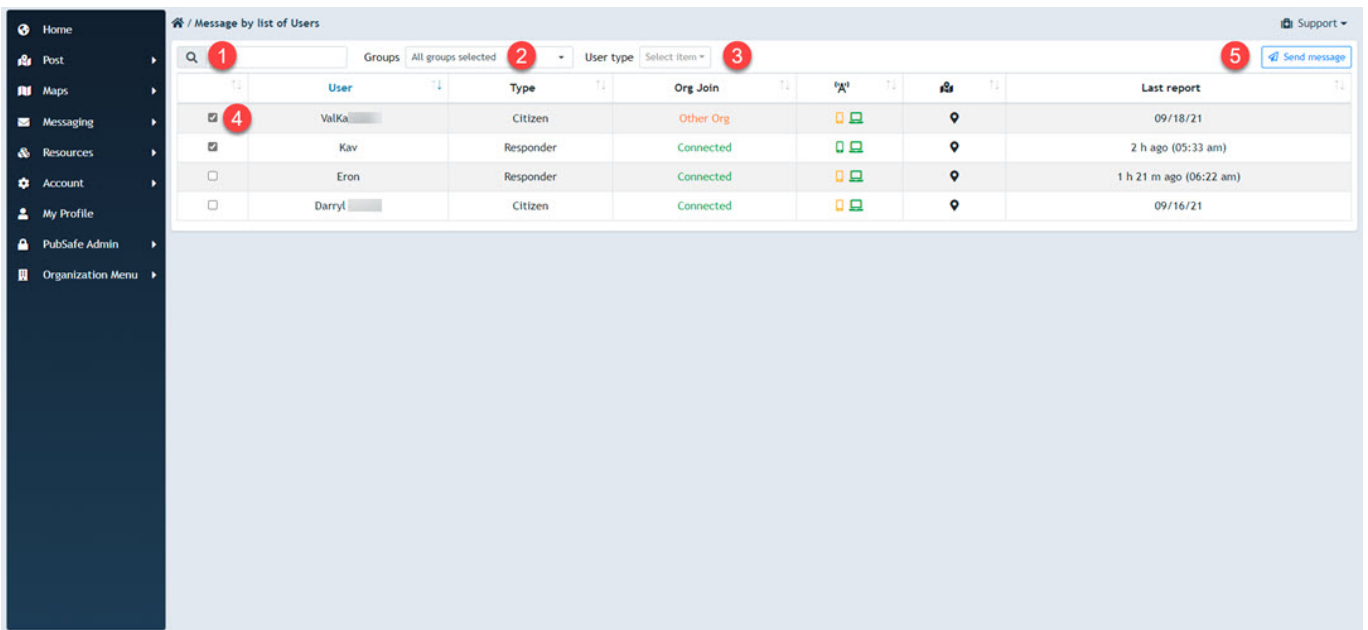 Home
Post
Maps
Messaging
Resources
Account
My Profile
PubSafe Admin
Organization Menu
/ Message by list of Users
Support
1
Groups All groups selected 2 User type Select Item 3
5 Send message
User Type Org Join Last report
4 ValKa Citizen Other Org 09/18/21
Kav Responder Connected 2 h ago (05:33 am)
Eron Responder Connected 1 h 21 m ago (06:22 am)
Darryl Citizen Connected 09/16/21